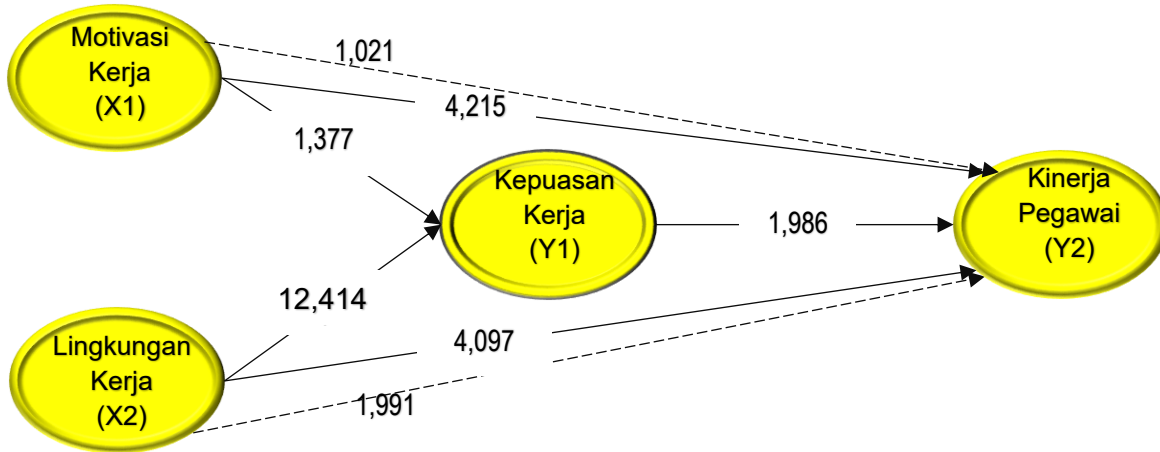 Motivasi
Kerja
(X1)
1,021
4,215
1,377
Kepuasan
Kerja
(Y1)
1,986
Kinerja
Pegawai
(Y2)
12,414
4,097
1,991
Lingkungan
Kerja
(X2)